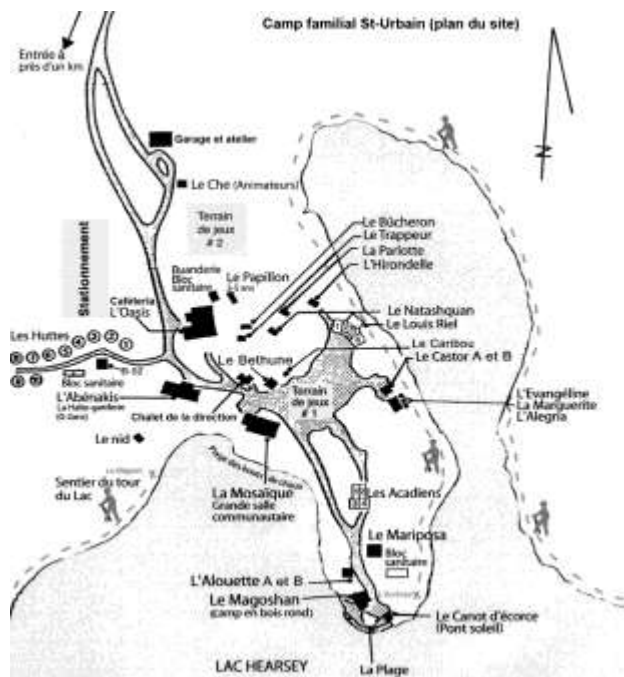 Camp familial St-Urbain (plan du site)
Entrée à
près d'un km
N
Garage et atelier
Le Ché (Animateurs)
Terrain
de jeux
# 2
Stationnement
Le Bûcheron
Le Trappeur
La Parlotte
L'Hirondelle
Buanderie
Bloc
sanitaire
Le Papillon
Caféteria
L'Oasis
Le Natashquan
Le Louis Riel
Les Huttes
Le Caribou
Le Castor A et B
Le Bethune
Bloc sanitaire
L'Abénakis
La Halte-garderie
Chalet de la direction
Terrain
de jeux
# 1
L'Evangéline
La Marguerite
L'Alegria
Le nid
Sentier du tour
du Lac
La Mosaïque
Grande salle
communautaire
Les Acadiens
Le Mariposa
Bloc
sanitaire
L'Alouette A et B
Le Magoshan
(camp en bois rond)
Le Canot d'écorce
(Pont soleil)
La Plage
LAC HEARSEY